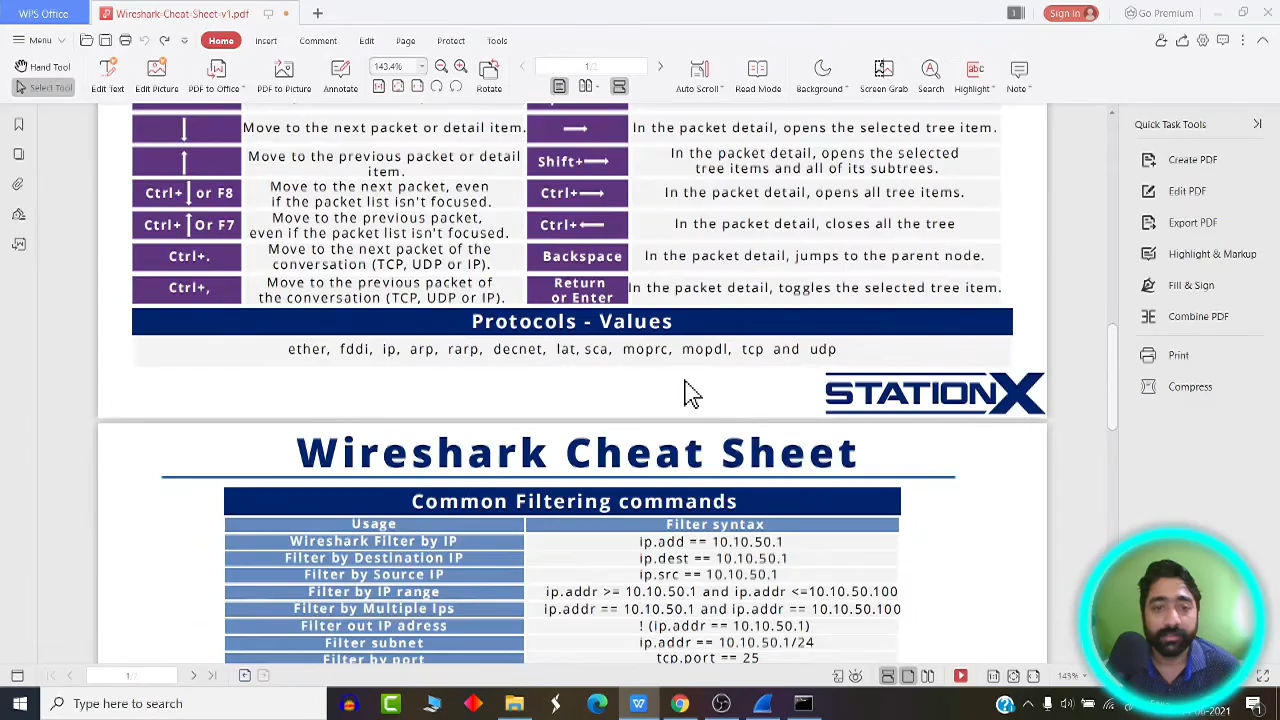 WPS Office
Wireshark-Cheat-Sheet-v1.pdf
Sign in
Go Premium
Menu
Home
Insert
Comment
Edit
Page
Protect
Tools
Hand Tool
Select Tool
Edit Text
Edit Picture
PDF to Office
PDF to Picture
Annotate
143.4%
Rotate
1/2
Auto Scroll
Read Mode
Background
Screen Grab
Search
Highlight
Note
Move to the next packet or detail item.
In the packet detail, opens the selected tree item.
Move to the previous packet or detail
item.
Shift+
In the packet detail, opens the selected
tree items and all of its subtrees.
Ctrl+ or F8
Move to the next packet, even
if the packet list isn't focused.
Ctrl+
In the packet detail, opens all tree items.
Ctrl+ Or F7
Move to the previous packet,
even if the packet list isn't focused.
Ctrl+
In the packet detail, closes all the tree
Ctrl+.
Move to the next packet of the
conversation (TCP, UDP or IP).
Backspace
In the packet detail, jumps to the parent node.
Ctrl+,
Move to the previous packet of
the conversation (TCP, UDP or IP).
Return
or Enter
In the packet detail, toggles the selected tree item.
Protocols - Values
ether, fddi, ip, arp, rarp, decnet, lat, sca, moprc, mopdl, tcp and udp
STATIONX
Wireshark Cheat Sheet
Common Filtering commands
Usage
Filter syntax
Wireshark Filter by IP
ip.add == 10.10.50.1
Filter by Destination IP
ip.dest == 10.10.50.1
Filter by Source IP
ip.src == 10.10.50.1
Filter by IP range
ip.addr >= 10.10.50.1 and ip.addr <=10.10.50.100
Filter by Multiple Ips
ip.addr == 10.10.50.1 and ip.addr == 10.10.50.100
Filter out IP adress
! (ip.addr == 10.10.50.1)
Filter subnet
ip.addr == 10.10.50.1/24
Filter by port
tcp.port == 25
Quick Task Tools
Create PDF
Edit PDF
Export PDF
Highlight & Markup
Fill & Sign
Combine PDF
Print
Compress
143%
Type here to search